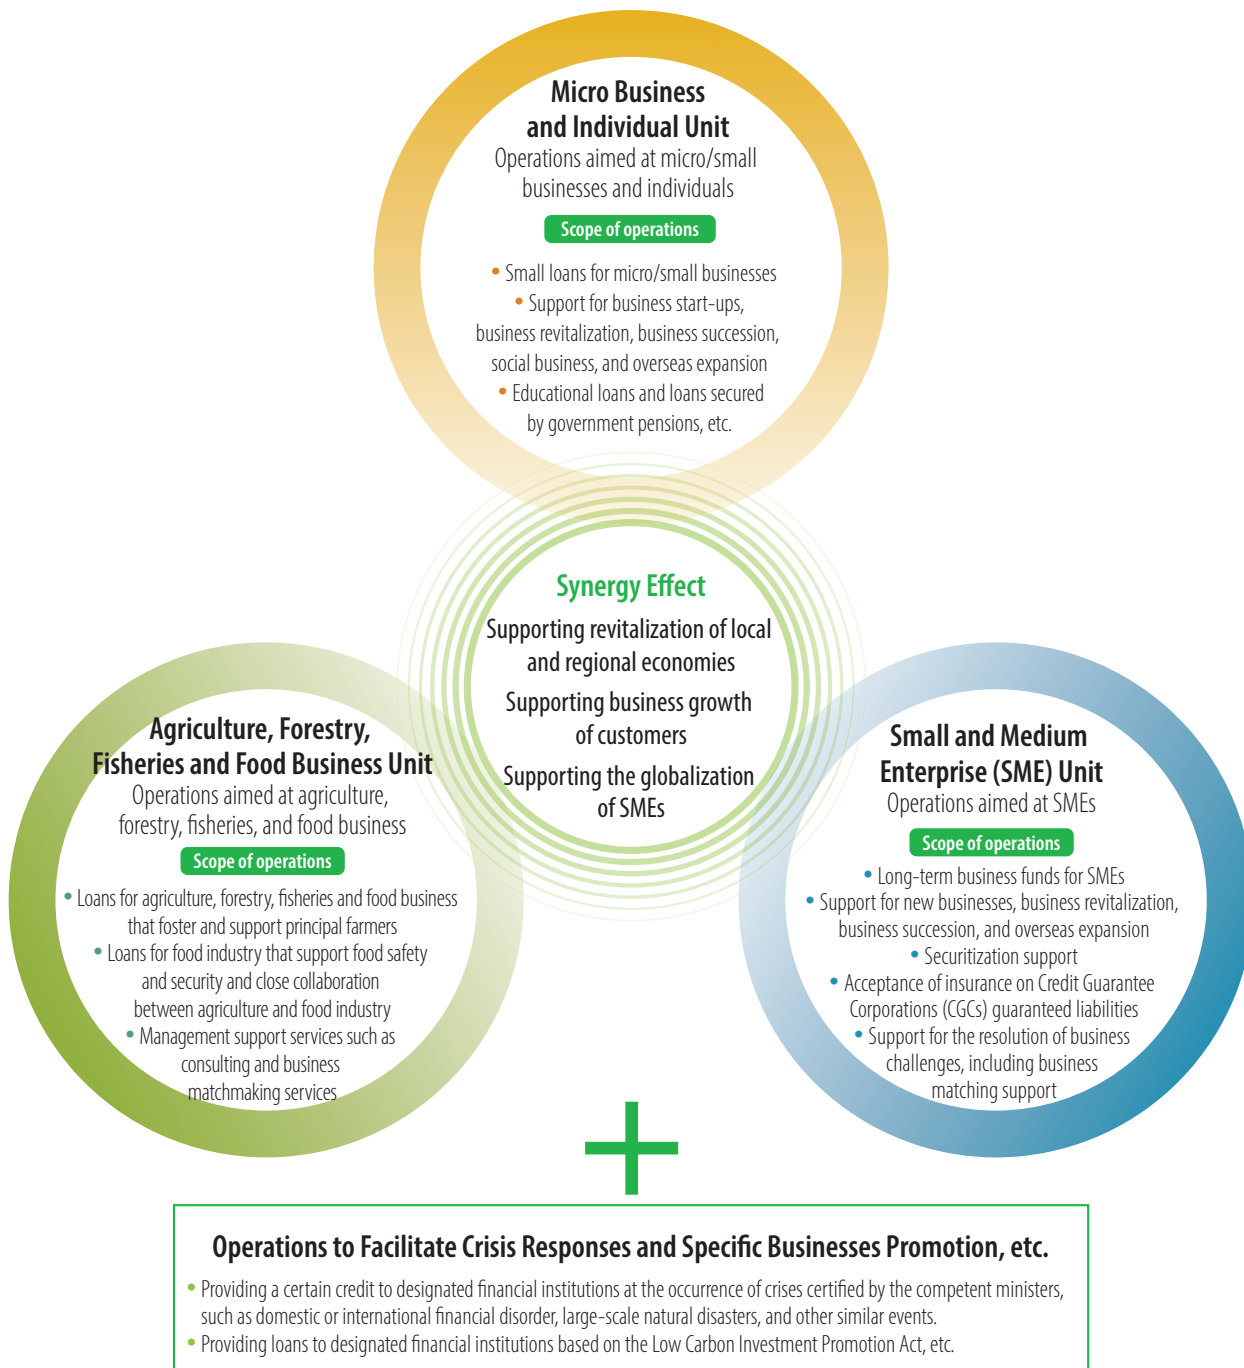 Micro Business
and Individual Unit
Operations aimed at micro/small
businesses and individuals
Scope of operations
• Small loans for micro/small businesses
• Support for business start-ups,
business revitalization, business succession,
social business, and overseas expansion
• Educational loans and loans secured
by government pensions, etc.
Synergy Effect
Supporting revitalization of local
and regional economies
Supporting business growth
of customers
Supporting the globalization
of SMEs
Agriculture, Forestry,
Fisheries and Food Business Unit
Operations aimed at agriculture,
forestry, fisheries, and food business
Scope of operations
• Loans for agriculture, forestry, fisheries and food business
that foster and support principal farmers
• Loans for food industry that support food safety
and security and close collaboration
between agriculture and food industry
• Management support services such as
consulting and business
matchmaking services
Small and Medium
Enterprise (SME) Unit
Operations aimed at SMEs
Scope of operations
• Long-term business funds for SMEs
• Support for new businesses, business revitalization,
business succession, and overseas expansion
• Securitization support
• Acceptance of insurance on Credit Guarantee
Corporations (CGCs) guaranteed liabilities
• Support for the resolution of business
challenges, including business
matching support
+
Operations to Facilitate Crisis Responses and Specific Businesses Promotion, etc.
• Providing a certain credit to designated financial institutions at the occurrence of crises certified by the competent ministers,
such as domestic or international financial disorder, large-scale natural disasters, and other similar events.
• Providing loans to designated financial institutions based on the Low Carbon Investment Promotion Act, etc.